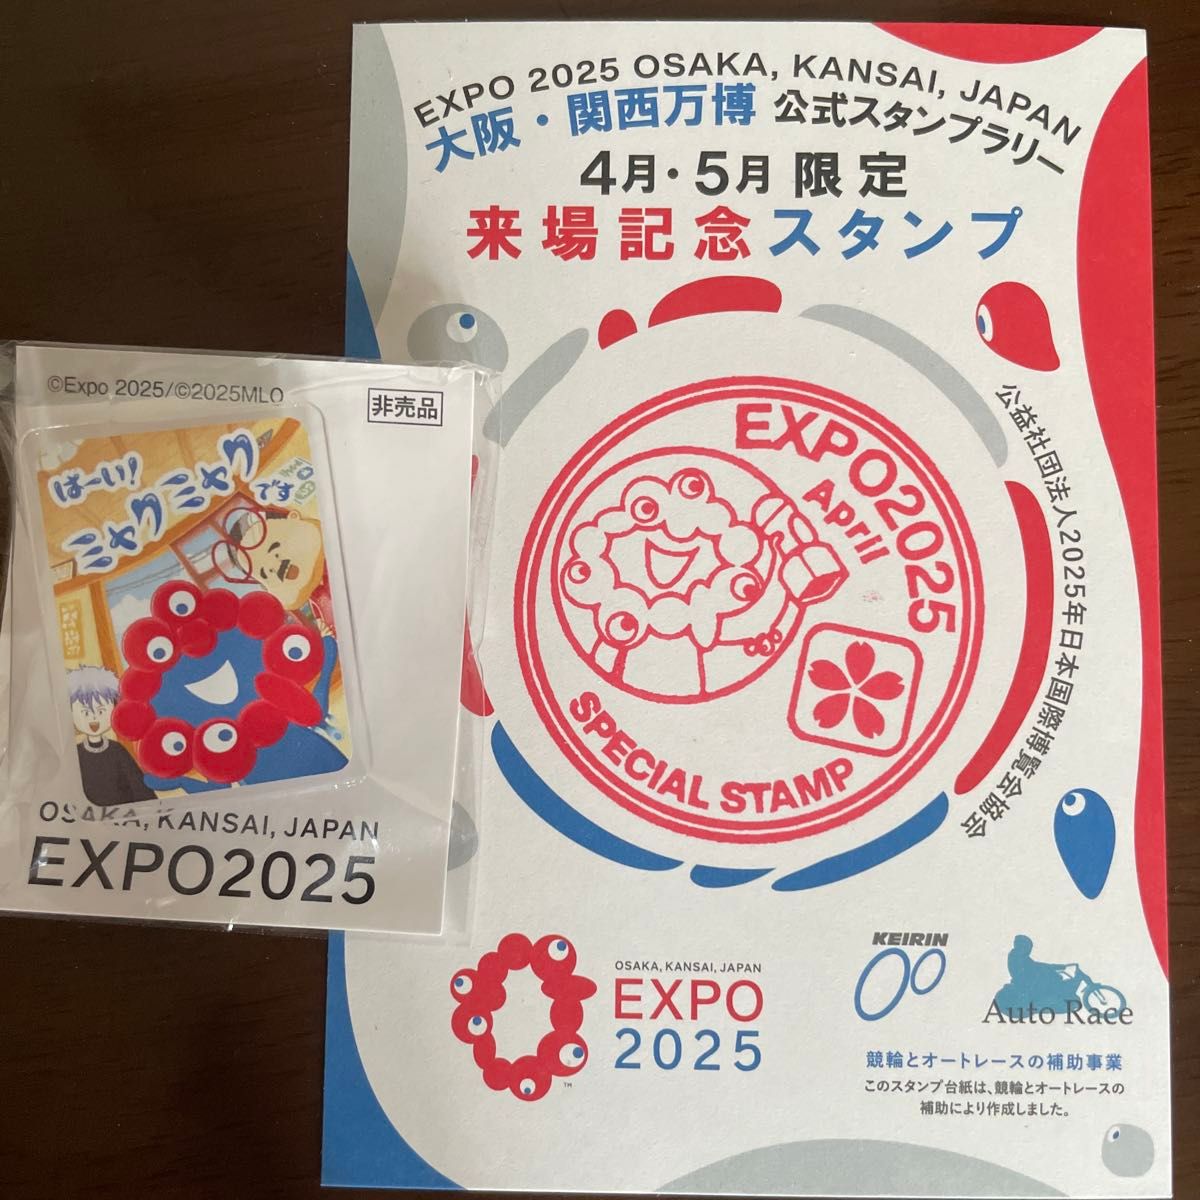 EXPO 2025 OSAKA, KANSAI, JAPAN
大阪・関西万博 公式スタンプラリー
4月・5月 限定
来場記念スタンプ
公益社団法人2025年日本国際博覧会協会
EXPO2025
April
SPECIAL STAMP
©Expo 2025/©2025MLO
非売品
はーい!
ミャクミャク
です
OSAKA, KANSAI, JAPAN
EXPO2025
OSAKA, KANSAI, JAPAN
EXPO
2025
TM
KEIRIN
Auto Race
競輪とオートレースの補助事業
このスタンプ台紙は、競輪とオートレースの
補助により作成しました。